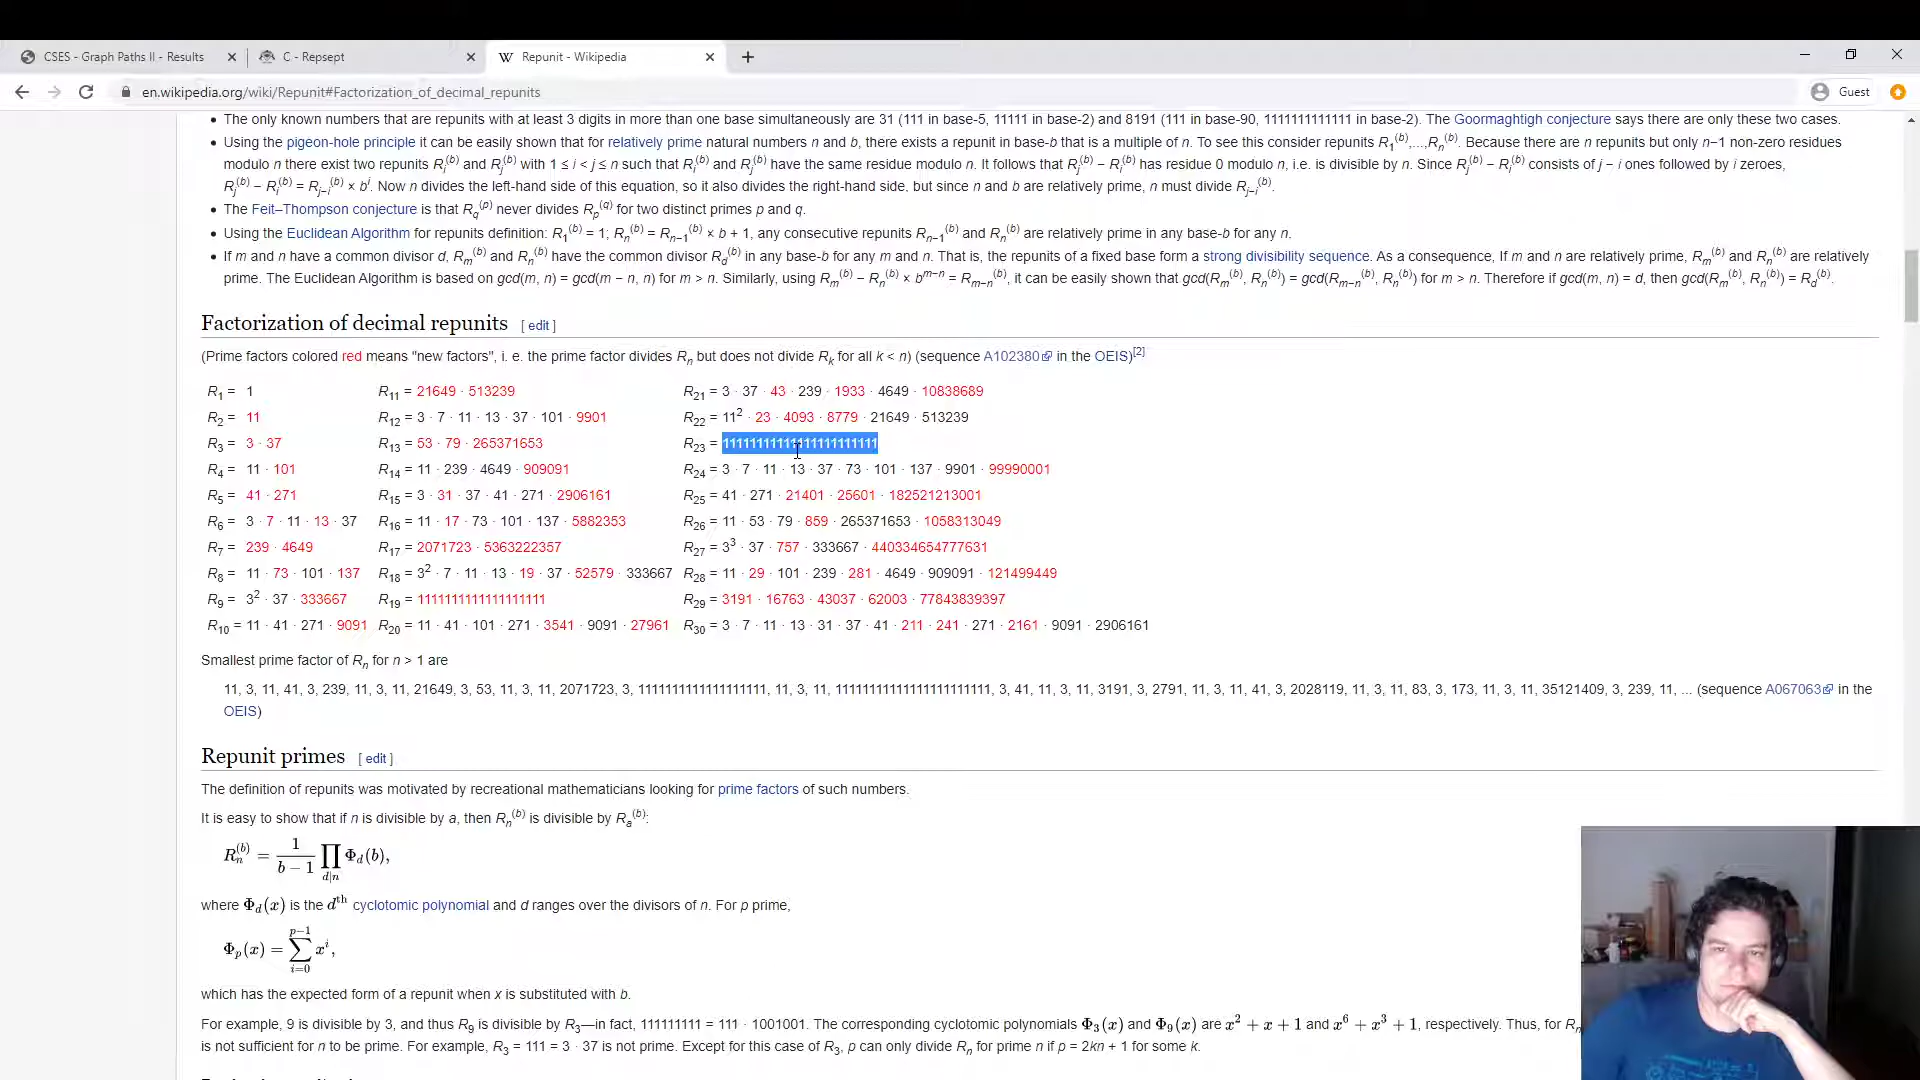 CSES - Graph Paths II - Results
C - Repsept
W Repunit - Wikipedia
en.wikipedia.org/wiki/Repunit#Factorization_of_decimal_repunits
Guest
• The only known numbers that are repunits with at least 3 digits in more than one base simultaneously are 31 (111 in base-5, 11111 in base-2) and 8191 (111 in base-90, 1111111111111 in base-2). The Goormaghtigh conjecture says there are only these two cases.
• Using the pigeon-hole principle it can be easily shown that for relatively prime natural numbers n and b, there exists a repunit in base-b that is a multiple of n. To see this consider repunits R₁⁽ᵇ⁾,...,Rₙ⁽ᵇ⁾. Because there are n repunits but only n−1 non-zero residues
modulo n there exist two repunits Rᵢ⁽ᵇ⁾ and Rⱼ⁽ᵇ⁾ with 1 ≤ i < j ≤ n such that Rᵢ⁽ᵇ⁾ and Rⱼ⁽ᵇ⁾ have the same residue modulo n. It follows that Rⱼ⁽ᵇ⁾ − Rᵢ⁽ᵇ⁾ has residue 0 modulo n, i.e. is divisible by n. Since Rⱼ⁽ᵇ⁾ − Rᵢ⁽ᵇ⁾ consists of j − i ones followed by i zeroes,
Rⱼ⁽ᵇ⁾ − Rᵢ⁽ᵇ⁾ = Rⱼ₋ᵢ⁽ᵇ⁾ × bⁱ. Now n divides the left-hand side of this equation, so it also divides the right-hand side, but since n and b are relatively prime, n must divide Rⱼ₋ᵢ⁽ᵇ⁾.
• The Feit–Thompson conjecture is that R_q⁽ᵖ⁾ never divides Rₚ^(q) for two distinct primes p and q.
• Using the Euclidean Algorithm for repunits definition: R₁⁽ᵇ⁾ = 1; Rₙ⁽ᵇ⁾ = Rₙ₋₁⁽ᵇ⁾ × b + 1, any consecutive repunits Rₙ₋₁⁽ᵇ⁾ and Rₙ⁽ᵇ⁾ are relatively prime in any base-b for any n.
• If m and n have a common divisor d, Rₘ⁽ᵇ⁾ and Rₙ⁽ᵇ⁾ have the common divisor R_d⁽ᵇ⁾ in any base-b for any m and n. That is, the repunits of a fixed base form a strong divisibility sequence. As a consequence, If m and n are relatively prime, Rₘ⁽ᵇ⁾ and Rₙ⁽ᵇ⁾ are relatively
prime. The Euclidean Algorithm is based on gcd(m, n) = gcd(m − n, n) for m > n. Similarly, using Rₘ⁽ᵇ⁾ − Rₙ⁽ᵇ⁾ × bᵐ⁻ⁿ = Rₘ₋ₙ⁽ᵇ⁾, it can be easily shown that gcd(Rₘ⁽ᵇ⁾, Rₙ⁽ᵇ⁾) = gcd(Rₘ₋ₙ⁽ᵇ⁾, Rₙ⁽ᵇ⁾) for m > n. Therefore if gcd(m, n) = d, then gcd(Rₘ⁽ᵇ⁾, Rₙ⁽ᵇ⁾) = R_d⁽ᵇ⁾.
Factorization of decimal repunits [ edit ]
(Prime factors colored red means "new factors", i. e. the prime factor divides Rₙ but does not divide Rₖ for all k < n) (sequence A102380 in the OEIS)[2]
R₁ = 1 R₁₁ = 21649 · 513239 R₂₁ = 3 · 37 · 43 · 239 · 1933 · 4649 · 10838689
R₂ = 11 R₁₂ = 3 · 7 · 11 · 13 · 37 · 101 · 9901 R₂₂ = 11² · 23 · 4093 · 8779 · 21649 · 513239
R₃ = 3 · 37 R₁₃ = 53 · 79 · 265371653 R₂₃ = 11111111111111111111111
R₄ = 11 · 101 R₁₄ = 11 · 239 · 4649 · 909091 R₂₄ = 3 · 7 · 11 · 13 · 37 · 73 · 101 · 137 · 9901 · 99990001
R₅ = 41 · 271 R₁₅ = 3 · 31 · 37 · 41 · 271 · 2906161 R₂₅ = 41 · 271 · 21401 · 25601 · 182521213001
R₆ = 3 · 7 · 11 · 13 · 37 R₁₆ = 11 · 17 · 73 · 101 · 137 · 5882353 R₂₆ = 11 · 53 · 79 · 859 · 265371653 · 1058313049
R₇ = 239 · 4649 R₁₇ = 2071723 · 5363222357 R₂₇ = 3³ · 37 · 757 · 333667 · 440334654777631
R₈ = 11 · 73 · 101 · 137 R₁₈ = 3² · 7 · 11 · 13 · 19 · 37 · 52579 · 333667 R₂₈ = 11 · 29 · 101 · 239 · 281 · 4649 · 909091 · 121499449
R₉ = 3² · 37 · 333667 R₁₉ = 1111111111111111111 R₂₉ = 3191 · 16763 · 43037 · 62003 · 77843839397
R₁₀ = 11 · 41 · 271 · 9091 R₂₀ = 11 · 41 · 101 · 271 · 3541 · 9091 · 27961 R₃₀ = 3 · 7 · 11 · 13 · 31 · 37 · 41 · 211 · 241 · 271 · 2161 · 9091 · 2906161
Smallest prime factor of Rₙ for n > 1 are
11, 3, 11, 41, 3, 239, 11, 3, 11, 21649, 3, 53, 11, 3, 11, 2071723, 3, 1111111111111111111, 11, 3, 11, 11111111111111111111111, 3, 41, 11, 3, 11, 3191, 3, 2791, 11, 3, 11, 41, 3, 2028119, 11, 3, 11, 83, 3, 173, 11, 3, 11, 35121409, 3, 239, 11, ... (sequence A067063 in the
OEIS)
Repunit primes [ edit ]
The definition of repunits was motivated by recreational mathematicians looking for prime factors of such numbers.
It is easy to show that if n is divisible by a, then Rₙ⁽ᵇ⁾ is divisible by Rₐ⁽ᵇ⁾:
Rₙ⁽ᵇ⁾ = 1/(b − 1) ∏_{d|n} Φ_d(b),
where Φ_d(x) is the dᵗʰ cyclotomic polynomial and d ranges over the divisors of n. For p prime,
Φₚ(x) = ∑_{i=0}^{p−1} xⁱ,
which has the expected form of a repunit when x is substituted with b.
For example, 9 is divisible by 3, and thus R₉ is divisible by R₃—in fact, 111111111 = 111 · 1001001. The corresponding cyclotomic polynomials Φ₃(x) and Φ₉(x) are x² + x + 1 and x⁶ + x³ + 1, respectively. Thus, for Rₙ
is not sufficient for n to be prime. For example, R₃ = 111 = 3 · 37 is not prime. Except for this case of R₃, p can only divide Rₙ for prime n if p = 2kn + 1 for some k.